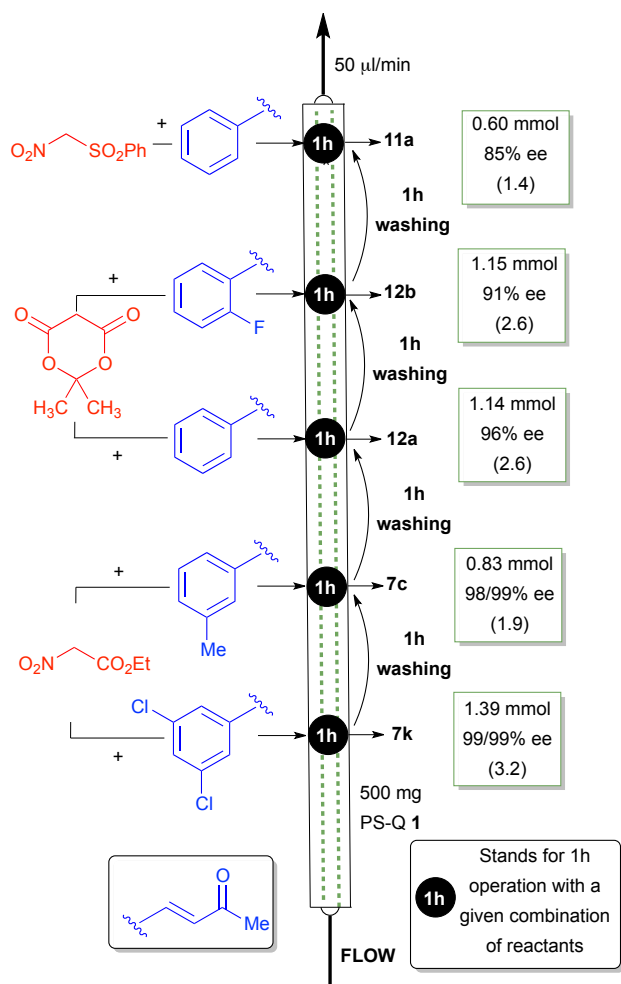 50 µl/min
O2N
SO2Ph
+
1h
11a
0.60 mmol
85% ee
(1.4)
1h
washing
+
F
1h
12b
1.15 mmol
91% ee
(2.6)
O
O
O
O
H3C
CH3
1h
washing
+
1h
12a
1.14 mmol
96% ee
(2.6)
1h
washing
+
Me
1h
7c
0.83 mmol
98/99% ee
(1.9)
O2N
CO2Et
1h
washing
+
Cl
Cl
1h
7k
1.39 mmol
99/99% ee
(3.2)
500 mg
PS-Q 1
O
Me
FLOW
1h
Stands for 1h
operation with a
given combination
of reactants